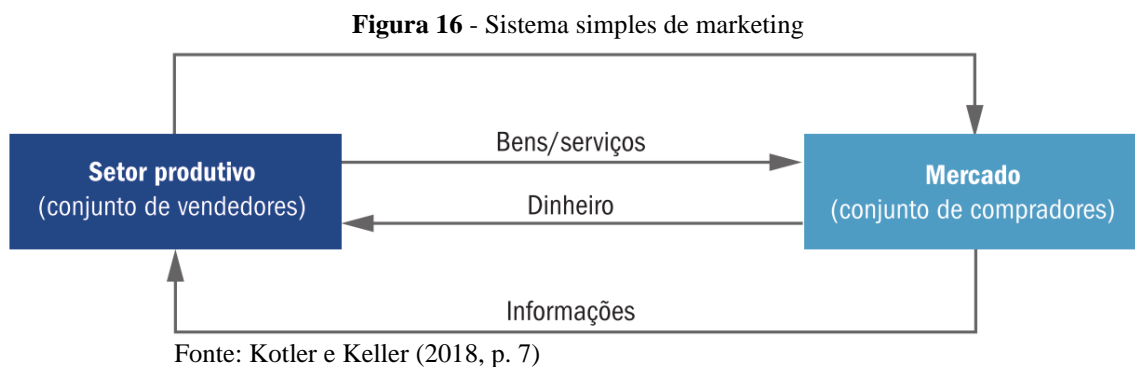 Figura 16 - Sistema simples de marketing
Bens/serviços
Setor produtivo
(conjunto de vendedores)
Mercado
(conjunto de compradores)
Dinheiro
Informações
Fonte: Kotler e Keller (2018, p. 7)